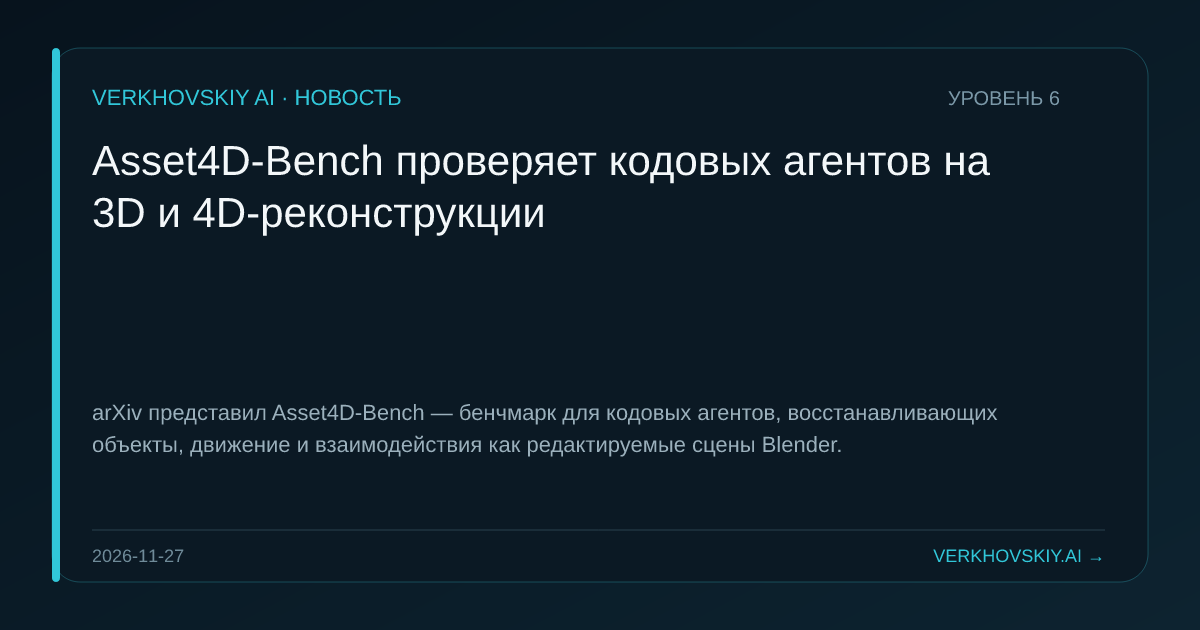 VERKHOVSKIY AI · НОВОСТЬ
УРОВЕНЬ 6
Asset4D-Bench проверяет кодовых агентов на
3D и 4D-реконструкции
arXiv представил Asset4D-Bench — бенчмарк для кодовых агентов, восстанавливающих
объекты, движение и взаимодействия как редактируемые сцены Blender.
2026-11-27
VERKHOVSKIY.AI →